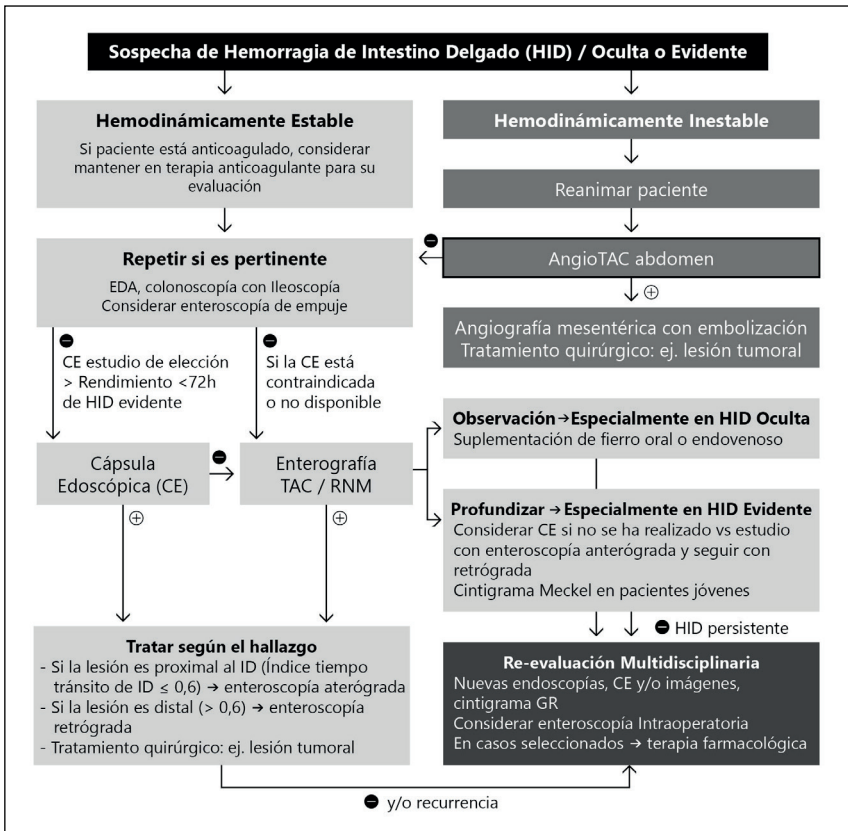 Sospecha de Hemorragia de Intestino Delgado (HID) / Oculta o Evidente
Hemodinámicamente Estable
Si paciente está anticoagulado, considerar
mantener en terapia anticoagulante para su
evaluación
Hemodinámicamente Inestable
Reanimar paciente
Repetir si es pertinente
EDA, colonoscopía con Ileoscopía
Considerar enteroscopía de empuje
AngioTAC abdomen
Angiografía mesentérica con embolización
Tratamiento quirúrgico: ej. lesión tumoral
CE estudio de elección
> Rendimiento <72h
de HID evidente
Si la CE está
contraindicada
o no disponible
Cápsula
Edoscópica (CE)
Enterografía
TAC / RNM
Observación → Especialmente en HID Oculta
Suplementación de fierro oral o endovenoso
Profundizar → Especialmente en HID Evidente
Considerar CE si no se ha realizado vs estudio
con enteroscopía anterógrada y seguir con
retrógrada
Cintigrama Meckel en pacientes jóvenes
HID persistente
Tratar según el hallazgo
- Si la lesión es proximal al ID (Índice tiempo
tránsito de ID ≤ 0,6) → enteroscopía aterógrada
- Si la lesión es distal (> 0,6) → enteroscopía
retrógrada
- Tratamiento quirúrgico: ej. lesión tumoral
Re-evaluación Multidisciplinaria
Nuevas endoscopías, CE y/o imágenes,
cintigrama GR
Considerar enteroscopía Intraoperatoria
En casos seleccionados → terapia farmacológica
y/o recurrencia